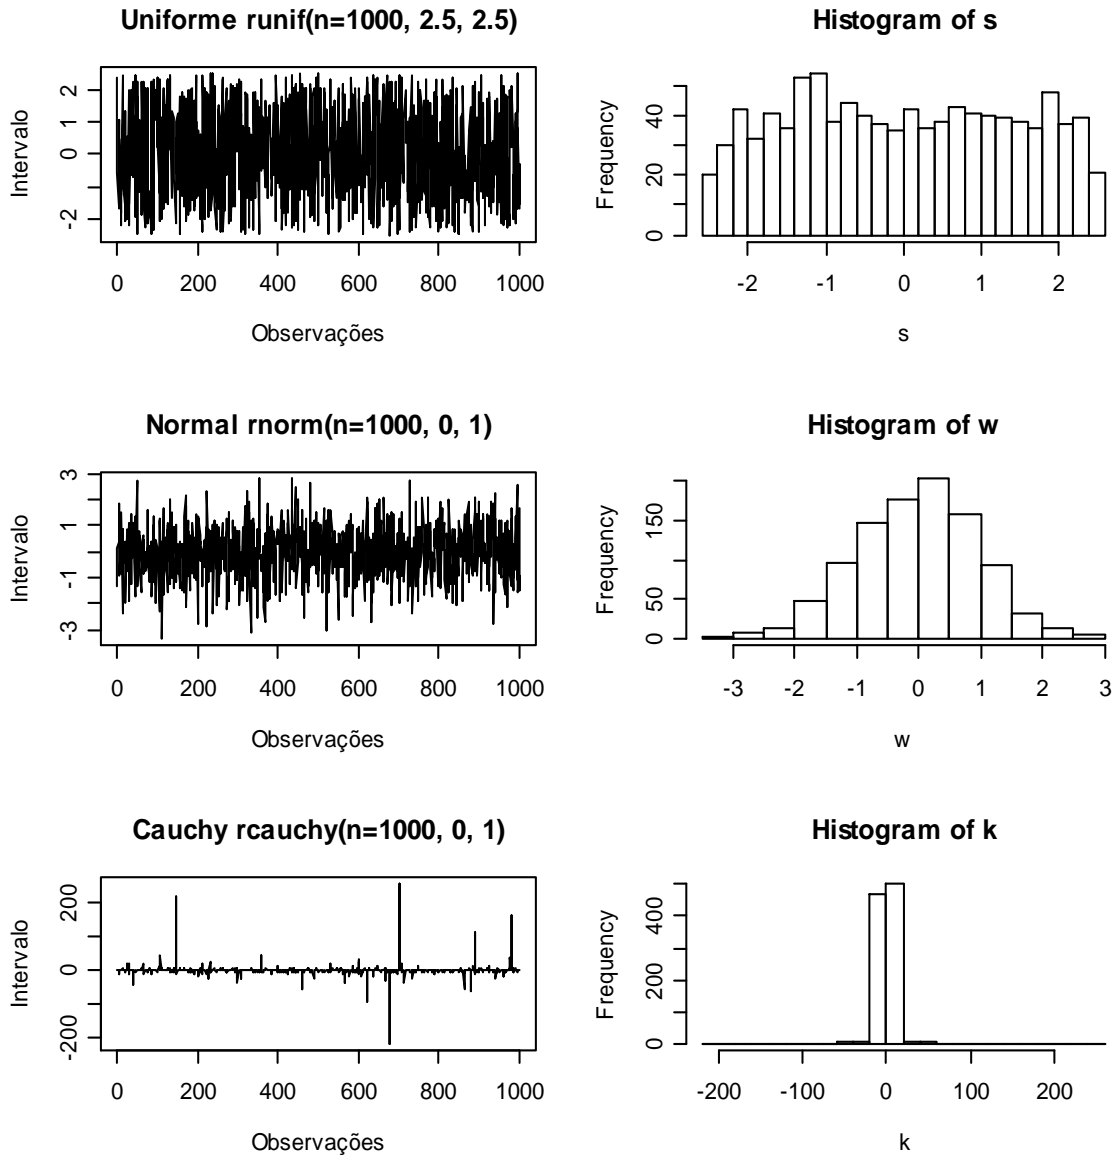 Uniforme runif(n=1000, 2.5, 2.5)
Intervalo
2
1
0
-2
0 200 400 600 800 1000
Observações
Histogram of s
Frequency
40
20
0
-2 -1 0 1 2
s
Normal rnorm(n=1000, 0, 1)
Intervalo
3
1
-1
-3
0 200 400 600 800 1000
Observações
Histogram of w
Frequency
150
50
0
-3 -2 -1 0 1 2 3
w
Cauchy rcauchy(n=1000, 0, 1)
Intervalo
200
0
-200
0 200 400 600 800 1000
Observações
Histogram of k
Frequency
400
200
0
-200 -100 0 100 200
k